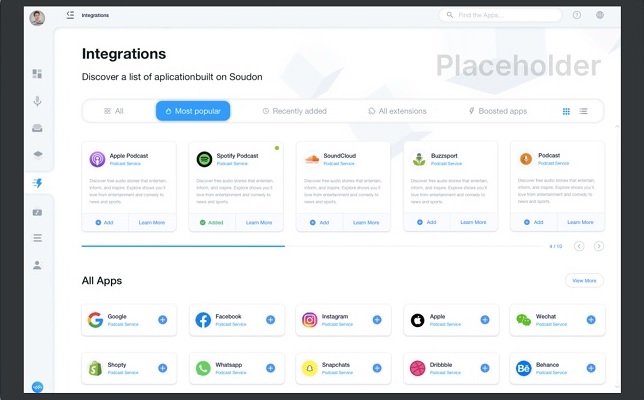 Integrations
Find the Apps...
Integrations
Placeholder
Discover a list of aplicationbuilt on Soudon
All
Most popular
Recently added
All extensions
Boosted apps
Apple Podcast
Podcast Service
Discover free audio stories that entertain, inform, and inspire. Explore shows you'll love from entertainment and comedy to news and sports.
Add
Learn More
Spotify Podcast
Podcast Service
Discover free audio stories that entertain, inform, and inspire. Explore shows you'll love from entertainment and comedy to news and sports.
Added
Learn More
SoundCloud
Podcast Service
Discover free audio stories that entertain, inform, and inspire. Explore shows you'll love from entertainment and comedy to news and sports.
Add
Learn More
Buzzsport
Podcast Service
Discover free audio stories that entertain, inform, and inspire. Explore shows you'll love from entertainment and comedy to news and sports.
Add
Learn More
Podcast
Podcast Service
Discover free audio stories that entertain, inform, and inspire. Explore shows you'll love from entertainment and comedy to news and sports.
Add
Learn More
4 / 10
All Apps
View More
Google
Podcast Service
Facebook
Podcast Service
Instagram
Podcast Service
Apple
Podcast Service
Wechat
Podcast Service
Shopty
Podcast Service
Whatsapp
Podcast Service
Snapchats
Podcast Service
Dribbble
Podcast Service
Bē
Behance
Podcast Service